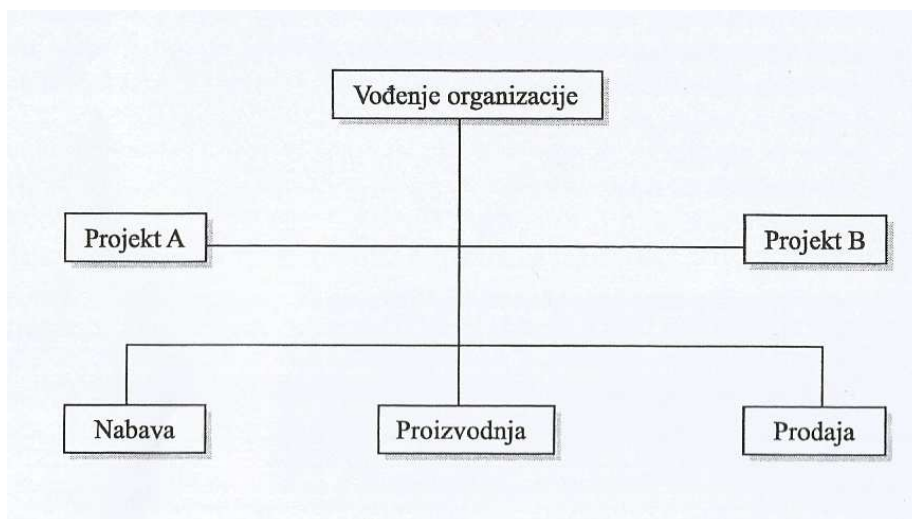 Vođenje organizacije
Projekt A
Projekt B
Nabava
Proizvodnja
Prodaja